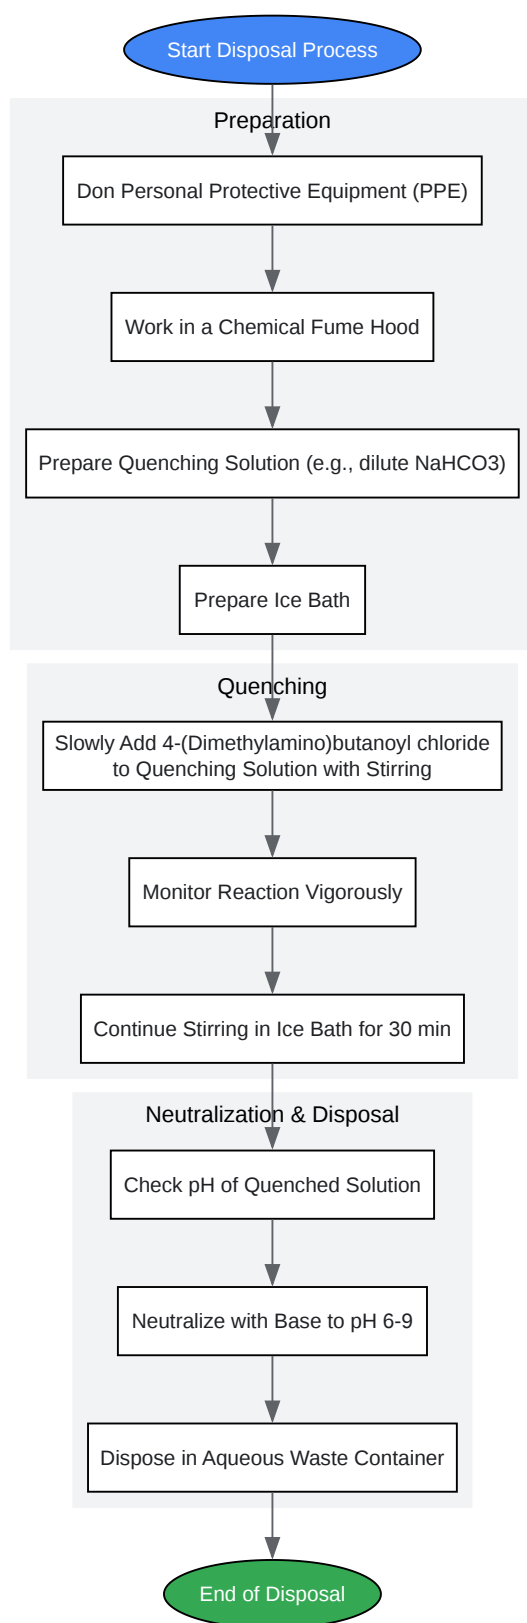 Start Disposal Process
Preparation
Don Personal Protective Equipment (PPE)
Work in a Chemical Fume Hood
Prepare Quenching Solution (e.g., dilute NaHCO3)
Prepare Ice Bath
Quenching
Slowly Add 4-(Dimethylamino)butanoyl chloride
to Quenching Solution with Stirring
Monitor Reaction Vigorously
Continue Stirring in Ice Bath for 30 min
Neutralization & Disposal
Check pH of Quenched Solution
Neutralize with Base to pH 6-9
Dispose in Aqueous Waste Container
End of Disposal